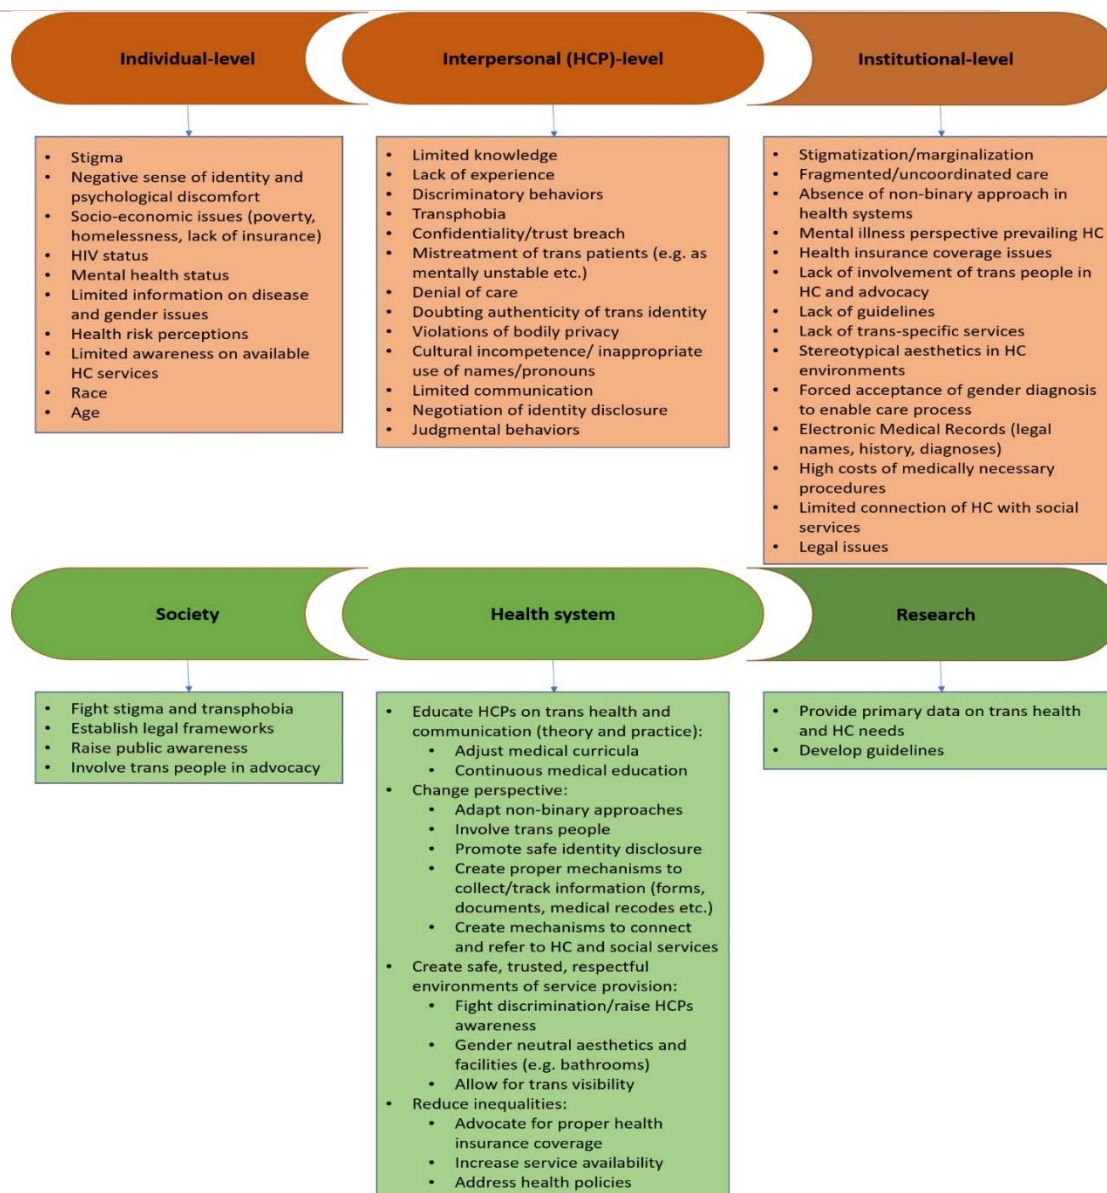 Individual-level
Interpersonal (HCP)-level
Institutional-level
• Stigma
• Negative sense of identity and
psychological discomfort
• Socio-economic issues (poverty,
homelessness, lack of insurance)
• HIV status
• Mental health status
• Limited information on disease
and gender issues
• Health risk perceptions
• Limited awareness on available
HC services
• Race
• Age
• Limited knowledge
• Lack of experience
• Discriminatory behaviors
• Transphobia
• Confidentiality/trust breach
• Mistreatment of trans patients (e.g. as
mentally unstable etc.)
• Denial of care
• Doubting authenticity of trans identity
• Violations of bodily privacy
• Cultural incompetence/ inappropriate
use of names/pronouns
• Limited communication
• Negotiation of identity disclosure
• Judgmental behaviors
• Stigmatization/marginalization
• Fragmented/uncoordinated care
• Absence of non-binary approach in
health systems
• Mental illness perspective prevailing HC
• Health insurance coverage issues
• Lack of involvement of trans people in
HC and advocacy
• Lack of guidelines
• Lack of trans-specific services
• Stereotypical aesthetics in HC
environments
• Forced acceptance of gender diagnosis
to enable care process
• Electronic Medical Records (legal
names, history, diagnoses)
• High costs of medically necessary
procedures
• Limited connection of HC with social
services
• Legal issues
Society
Health system
Research
• Fight stigma and transphobia
• Establish legal frameworks
• Raise public awareness
• Involve trans people in advocacy
• Educate HCPs on trans health and
communication (theory and practice):
• Adjust medical curricula
• Continuous medical education
• Change perspective:
• Adapt non-binary approaches
• Involve trans people
• Promote safe identity disclosure
• Create proper mechanisms to
collect/track information (forms,
documents, medical recodes etc.)
• Create mechanisms to connect
and refer to HC and social services
• Create safe, trusted, respectful
environments of service provision:
• Fight discrimination/raise HCPs
awareness
• Gender neutral aesthetics and
facilities (e.g. bathrooms)
• Allow for trans visibility
• Reduce inequalities:
• Advocate for proper health
insurance coverage
• Increase service availability
• Address health policies
• Provide primary data on trans health
and HC needs
• Develop guidelines